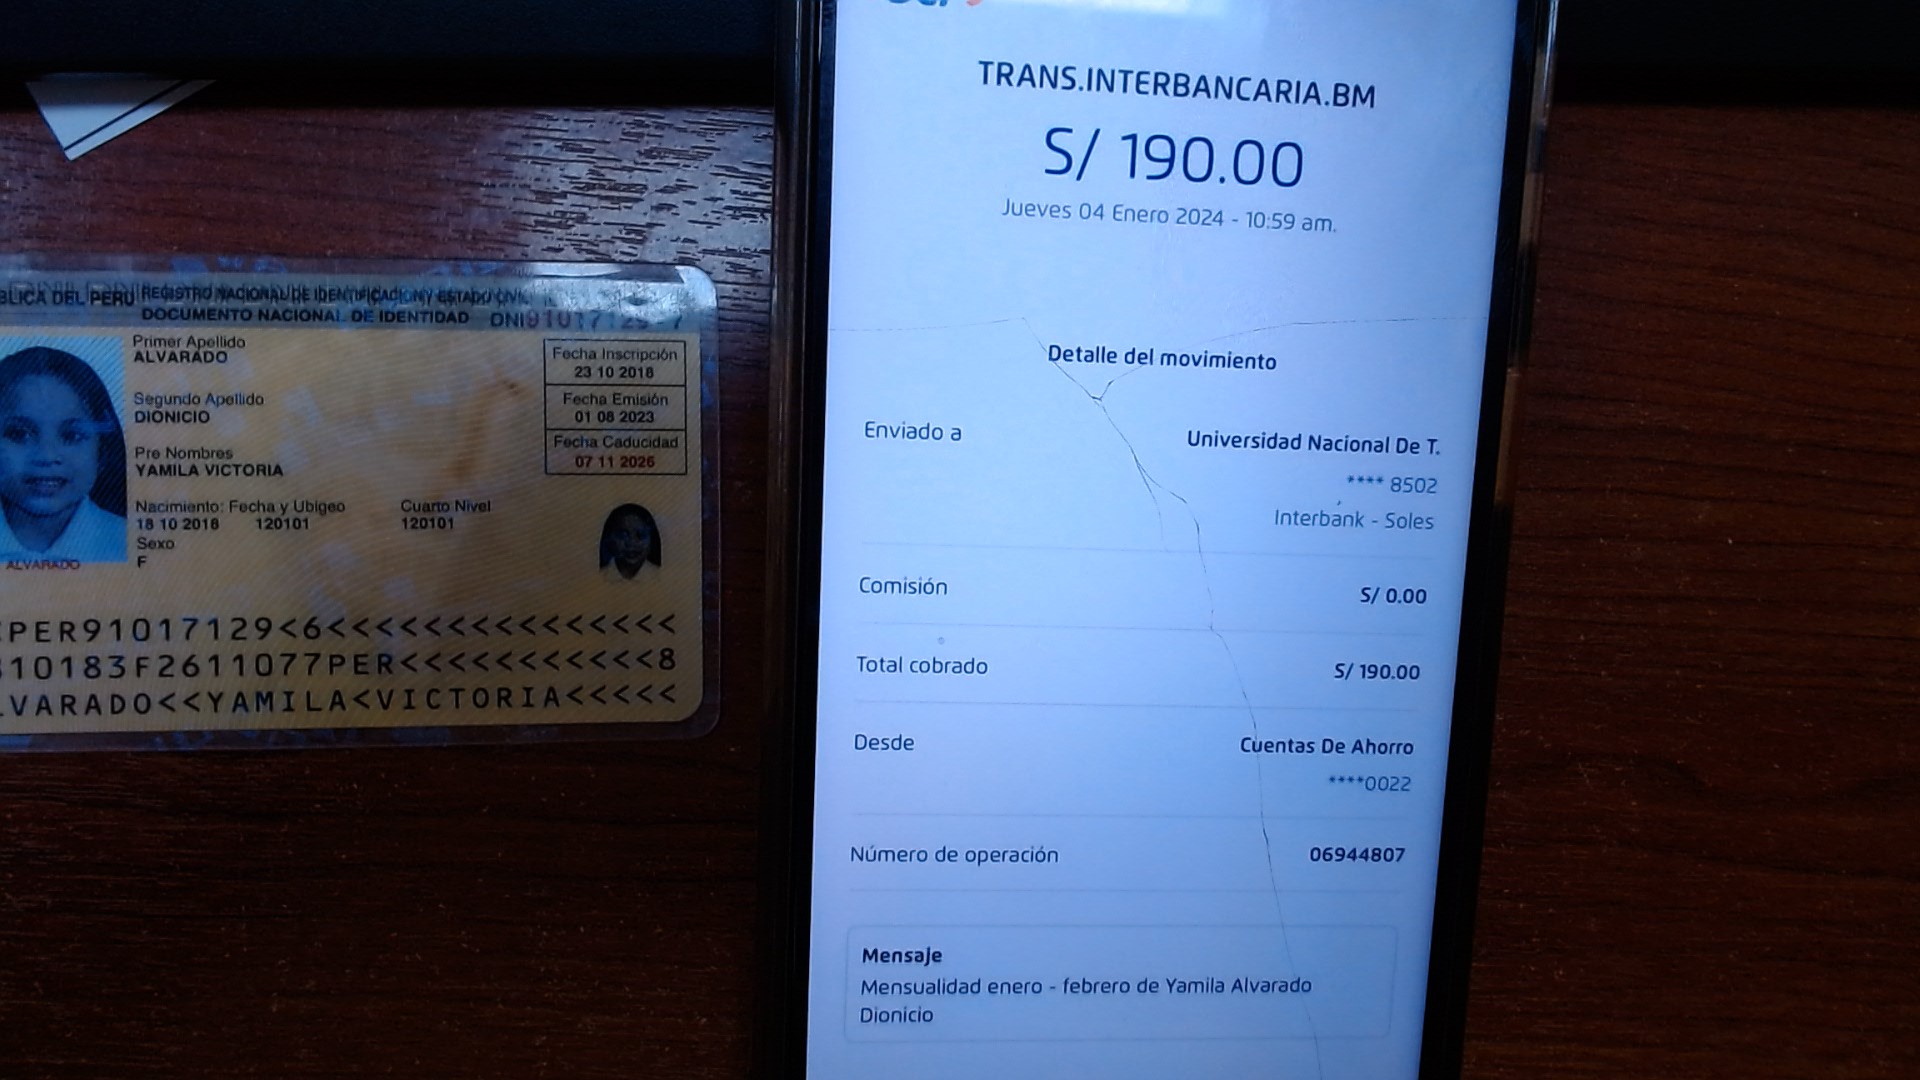 BLICA DEL PERU REGISTRO NACIONAL DE IDENTIFICACION Y ESTADO CIVIL
DOCUMENTO NACIONAL DE IDENTIDAD DNI91017129 - 7
Primer Apellido
ALVARADO
Segundo Apellido
DIONICIO
Pre Nombres
YAMILA VICTORIA
Nacimiento: Fecha y Ubigeo
18 10 2018 120101
Cuarto Nivel
120101
Sexo
F
Fecha Inscripción
23 10 2018
Fecha Emisión
01 08 2023
Fecha Caducidad
07 11 2026
ALVARADO
PER91017129<6<<<<<<<<<<<<<<<
10183F2611077PER<<<<<<<<<<<8
VARADO<<YAMILA<VICTORIA<<<<<
TRANS.INTERBANCARIA.BM
S/ 190.00
Jueves 04 Enero 2024 - 10:59 am.
Detalle del movimiento
Enviado a Universidad Nacional De T.
**** 8502
Interbank - Soles
Comisión S/ 0.00
Total cobrado S/ 190.00
Desde Cuentas De Ahorro
****0022
Número de operación 06944807
Mensaje
Mensualidad enero - febrero de Yamila Alvarado
Dionicio